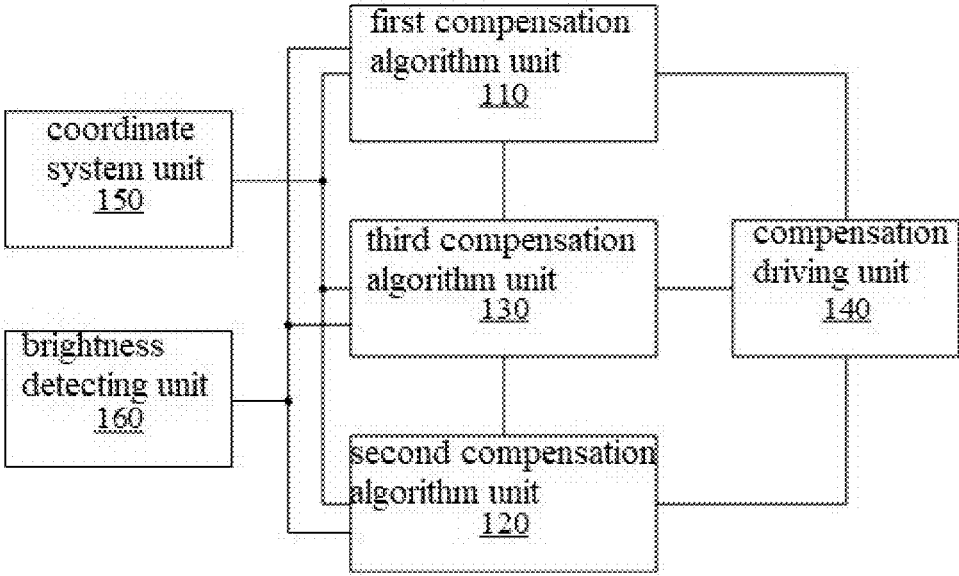 first compensation
algorithm unit
110
coordinate
system unit
150
third compensation
algorithm unit
130
compensation
driving unit
140
brightness
detecting unit
160
second compensation
algorithm unit
120